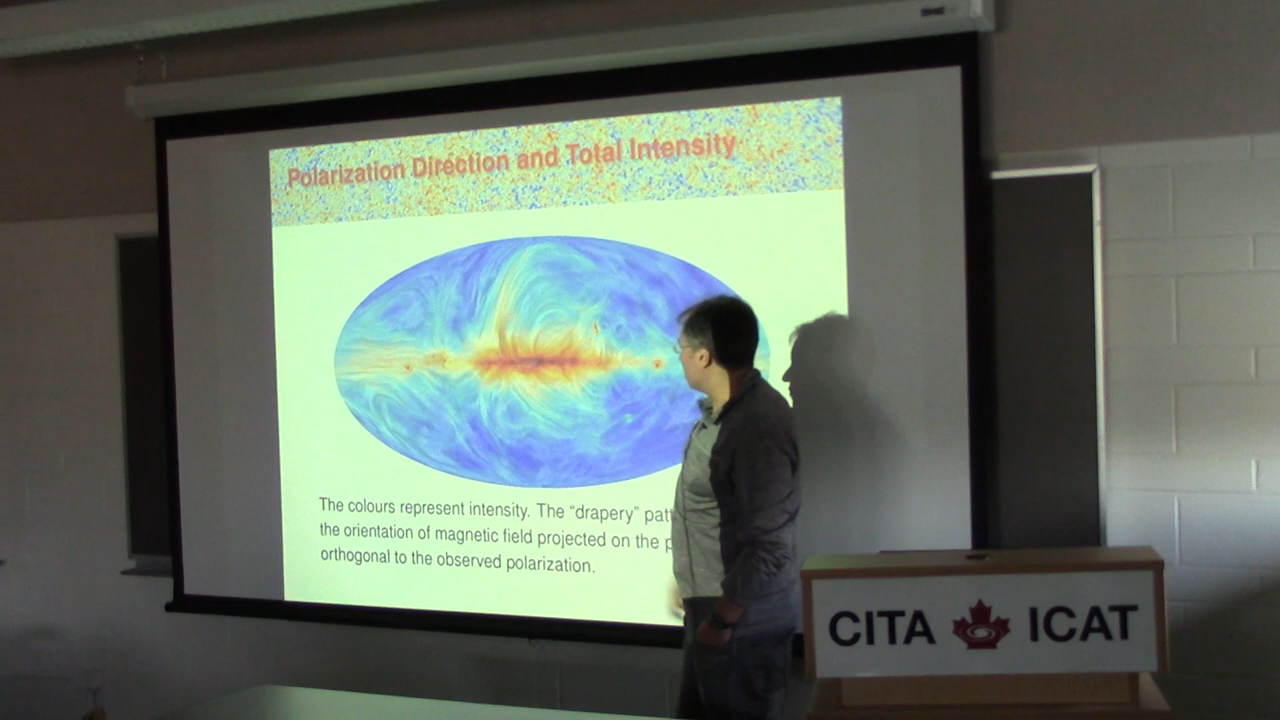 Polarization Direction and Total Intensity
The colours represent intensity. The “drapery”
the orientation of magnetic field projected on the
orthogonal to the observed polarization.
CITA ICAT